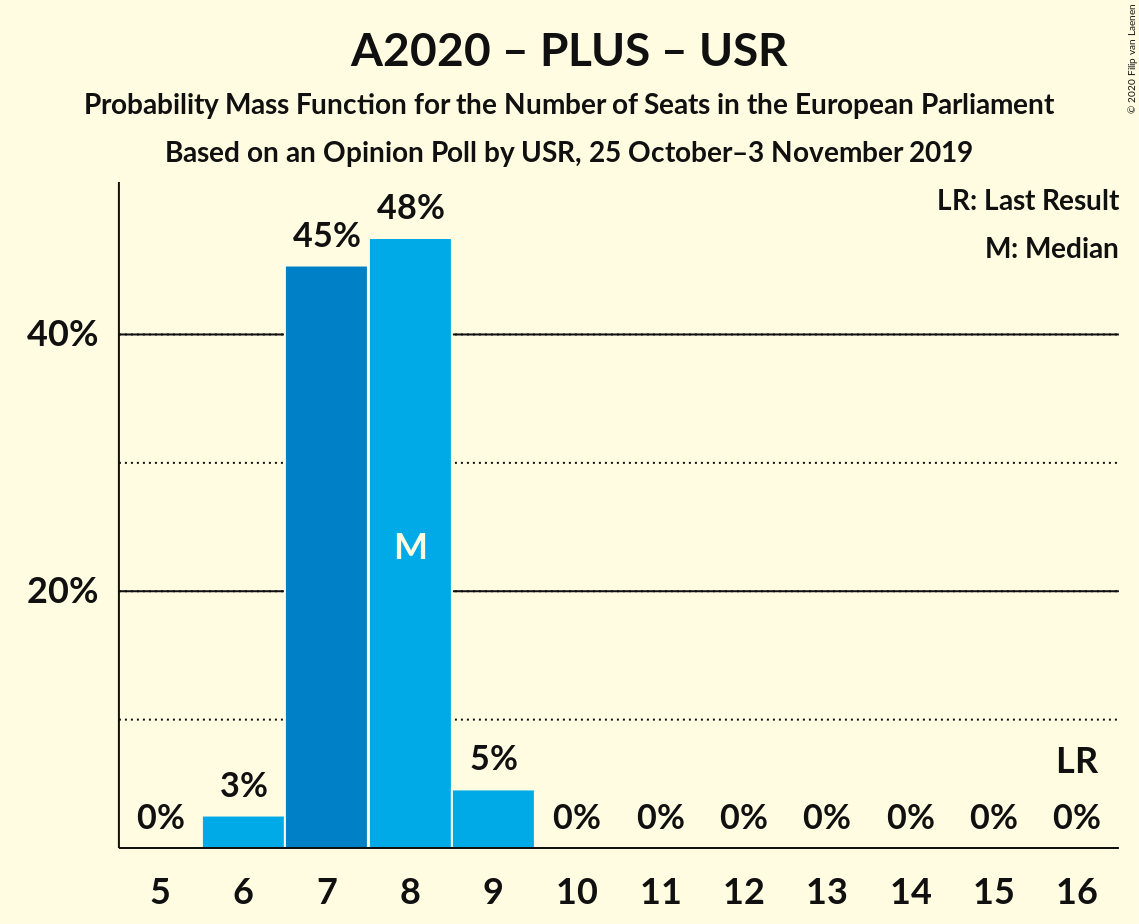 A2020 – PLUS – USR
Probability Mass Function for the Number of Seats in the European Parliament
Based on an Opinion Poll by USR, 25 October–3 November 2019
© 2020 Filip van Laenen
LR: Last Result
M: Median
40%
20%
0%
3%
45%
48%
M
5%
0%
0%
0%
0%
0%
0%
LR
0%
5 6 7 8 9 10 11 12 13 14 15 16